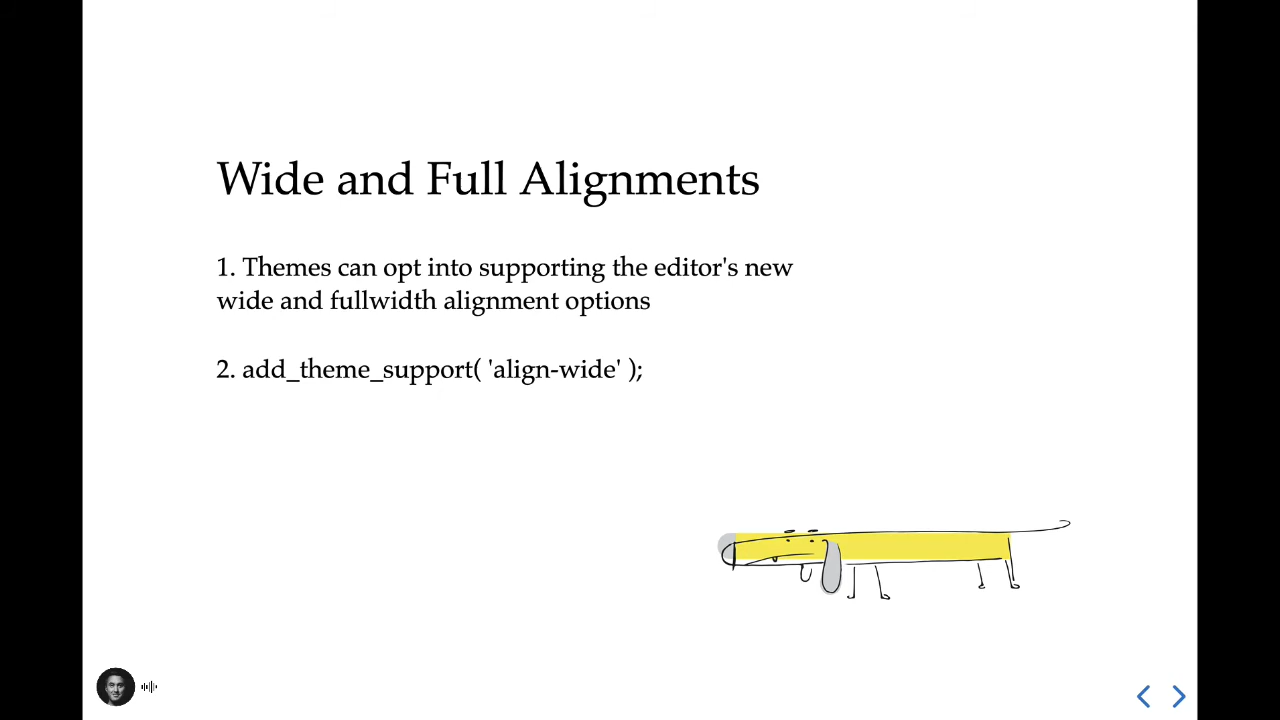 Wide and Full Alignments
1. Themes can opt into supporting the editor's new
wide and fullwidth alignment options
2. add_theme_support( 'align-wide' );